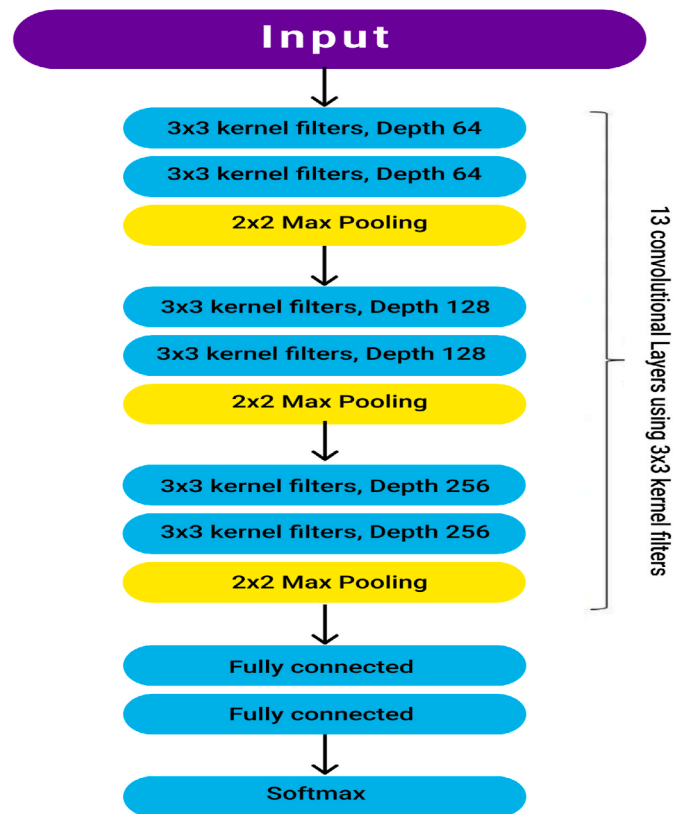 Input
3x3 kernel filters, Depth 64
3x3 kernel filters, Depth 64
2x2 Max Pooling
3x3 kernel filters, Depth 128
3x3 kernel filters, Depth 128
2x2 Max Pooling
3x3 kernel filters, Depth 256
3x3 kernel filters, Depth 256
2x2 Max Pooling
Fully connected
Fully connected
Softmax
13 convolutional Layers using 3x3 kernel filters